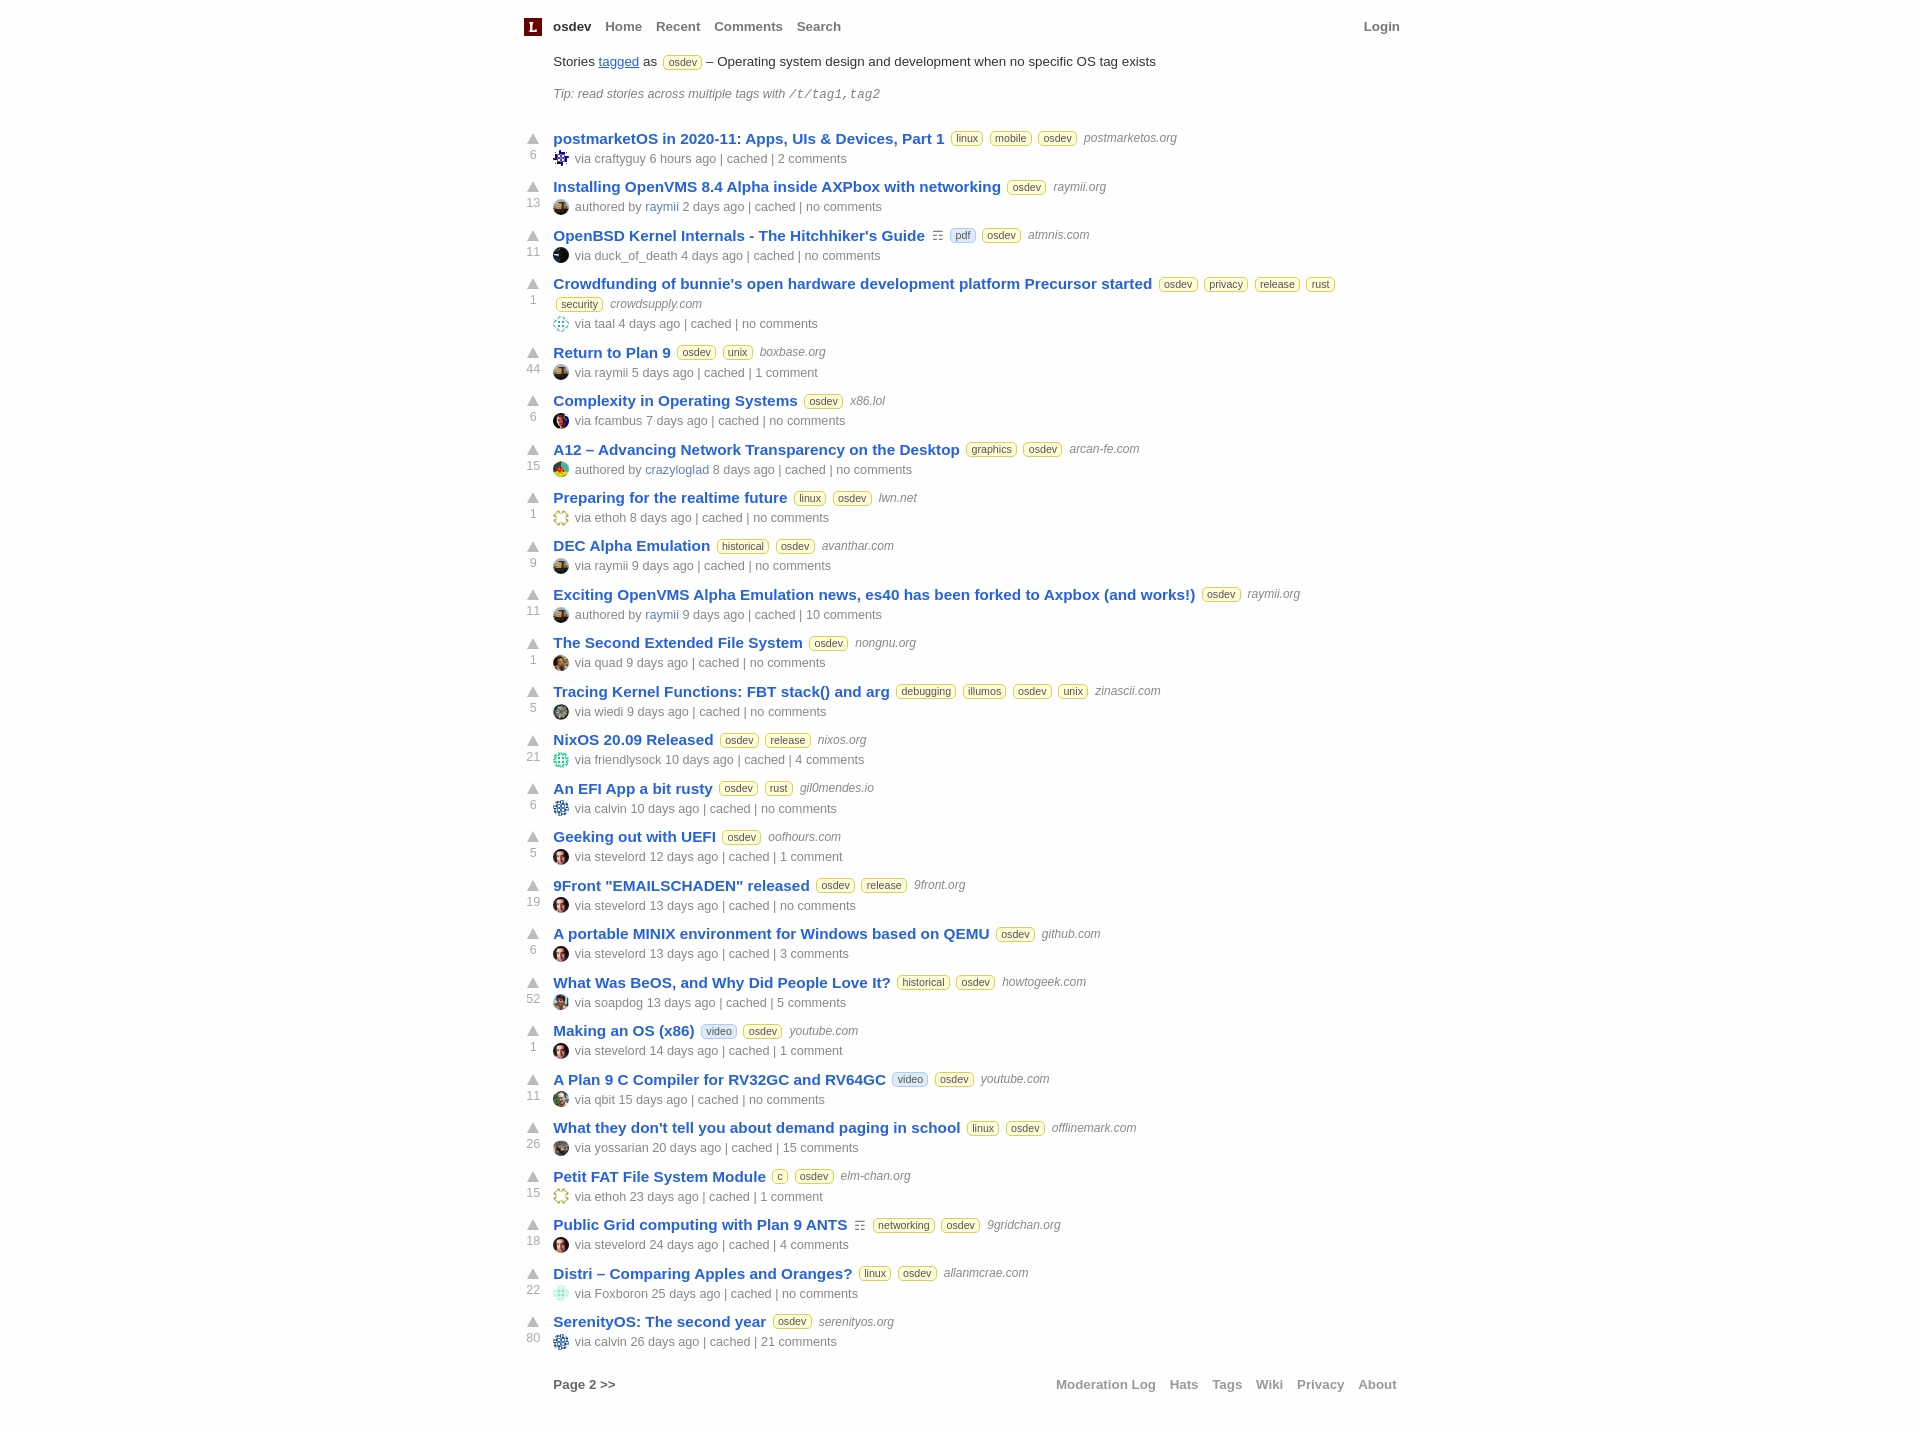 L osdev Home Recent Comments Search Login
Stories tagged as osdev – Operating system design and development when no specific OS tag exists
Tip: read stories across multiple tags with /t/tag1,tag2
postmarketOS in 2020-11: Apps, UIs & Devices, Part 1 linux mobile osdev postmarketos.org
6 via craftyguy 6 hours ago | cached | 2 comments
Installing OpenVMS 8.4 Alpha inside AXPbox with networking osdev raymii.org
13 authored by raymii 2 days ago | cached | no comments
OpenBSD Kernel Internals - The Hitchhiker's Guide ☶ pdf osdev atmnis.com
11 via duck_of_death 4 days ago | cached | no comments
Crowdfunding of bunnie's open hardware development platform Precursor started osdev privacy release rust
1 security crowdsupply.com
via taal 4 days ago | cached | no comments
Return to Plan 9 osdev unix boxbase.org
44 via raymii 5 days ago | cached | 1 comment
Complexity in Operating Systems osdev x86.lol
6 via fcambus 7 days ago | cached | no comments
A12 – Advancing Network Transparency on the Desktop graphics osdev arcan-fe.com
15 authored by crazyloglad 8 days ago | cached | no comments
Preparing for the realtime future linux osdev lwn.net
1 via ethoh 8 days ago | cached | no comments
DEC Alpha Emulation historical osdev avanthar.com
9 via raymii 9 days ago | cached | no comments
Exciting OpenVMS Alpha Emulation news, es40 has been forked to Axpbox (and works!) osdev raymii.org
11 authored by raymii 9 days ago | cached | 10 comments
The Second Extended File System osdev nongnu.org
1 via quad 9 days ago | cached | no comments
Tracing Kernel Functions: FBT stack() and arg debugging illumos osdev unix zinascii.com
5 via wiedi 9 days ago | cached | no comments
NixOS 20.09 Released osdev release nixos.org
21 via friendlysock 10 days ago | cached | 4 comments
An EFI App a bit rusty osdev rust gil0mendes.io
6 via calvin 10 days ago | cached | no comments
Geeking out with UEFI osdev oofhours.com
5 via stevelord 12 days ago | cached | 1 comment
9Front "EMAILSCHADEN" released osdev release 9front.org
19 via stevelord 13 days ago | cached | no comments
A portable MINIX environment for Windows based on QEMU osdev github.com
6 via stevelord 13 days ago | cached | 3 comments
What Was BeOS, and Why Did People Love It? historical osdev howtogeek.com
52 via soapdog 13 days ago | cached | 5 comments
Making an OS (x86) video osdev youtube.com
1 via stevelord 14 days ago | cached | 1 comment
A Plan 9 C Compiler for RV32GC and RV64GC video osdev youtube.com
11 via qbit 15 days ago | cached | no comments
What they don't tell you about demand paging in school linux osdev offlinemark.com
26 via yossarian 20 days ago | cached | 15 comments
Petit FAT File System Module c osdev elm-chan.org
15 via ethoh 23 days ago | cached | 1 comment
Public Grid computing with Plan 9 ANTS ☶ networking osdev 9gridchan.org
18 via stevelord 24 days ago | cached | 4 comments
Distri – Comparing Apples and Oranges? linux osdev allanmcrae.com
22 via Foxboron 25 days ago | cached | no comments
SerenityOS: The second year osdev serenityos.org
80 via calvin 26 days ago | cached | 21 comments
Page 2 >> Moderation Log Hats Tags Wiki Privacy About